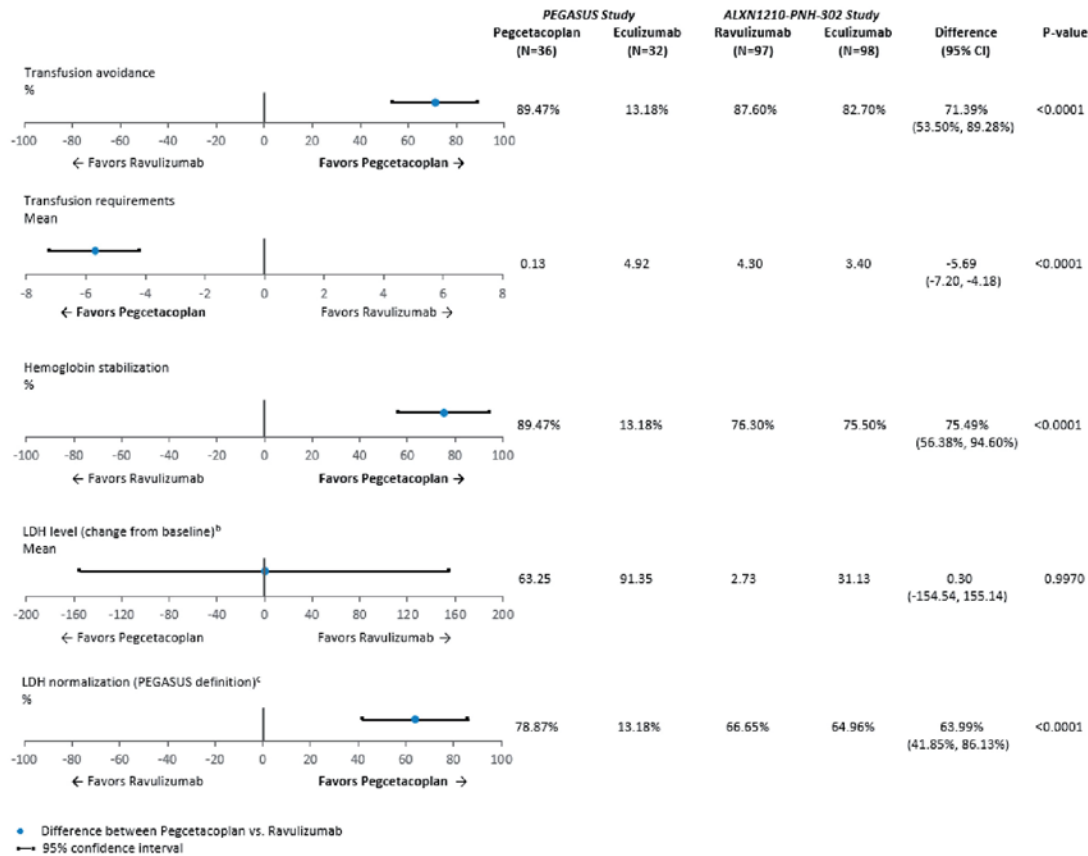 PEGASUS Study ALXN1210-PNH-302 Study
Pegcetacoplan Eculizumab Ravulizumab Eculizumab Difference P-value
(N=36) (N=32) (N=97) (N=98) (95% CI)
Transfusion avoidance
%
89.47% 13.18% 87.60% 82.70% 71.39% <0.0001
(53.50%, 89.28%)
-100 -80 -60 -40 -20 0 20 40 60 80 100
← Favors Ravulizumab Favors Pegcetacoplan →
Transfusion requirements
Mean
0.13 4.92 4.30 3.40 -5.69 <0.0001
(-7.20, -4.18)
-8 -6 -4 -2 0 2 4 6 8
← Favors Pegcetacoplan Favors Ravulizumab →
Hemoglobin stabilization
%
89.47% 13.18% 76.30% 75.50% 75.49% <0.0001
(56.38%, 94.60%)
-100 -80 -60 -40 -20 0 20 40 60 80 100
← Favors Ravulizumab Favors Pegcetacoplan →
LDH level (change from baseline)ᵇ
Mean
63.25 91.35 2.73 31.13 0.30 0.9970
(-154.54, 155.14)
-200 -160 -120 -80 -40 0 40 80 120 160 200
← Favors Pegcetacoplan Favors Ravulizumab →
LDH normalization (PEGASUS definition)ᶜ
%
78.87% 13.18% 66.65% 64.96% 63.99% <0.0001
(41.85%, 86.13%)
-100 -80 -60 -40 -20 0 20 40 60 80 100
← Favors Ravulizumab Favors Pegcetacoplan →
Difference between Pegcetacoplan vs. Ravulizumab
95% confidence interval